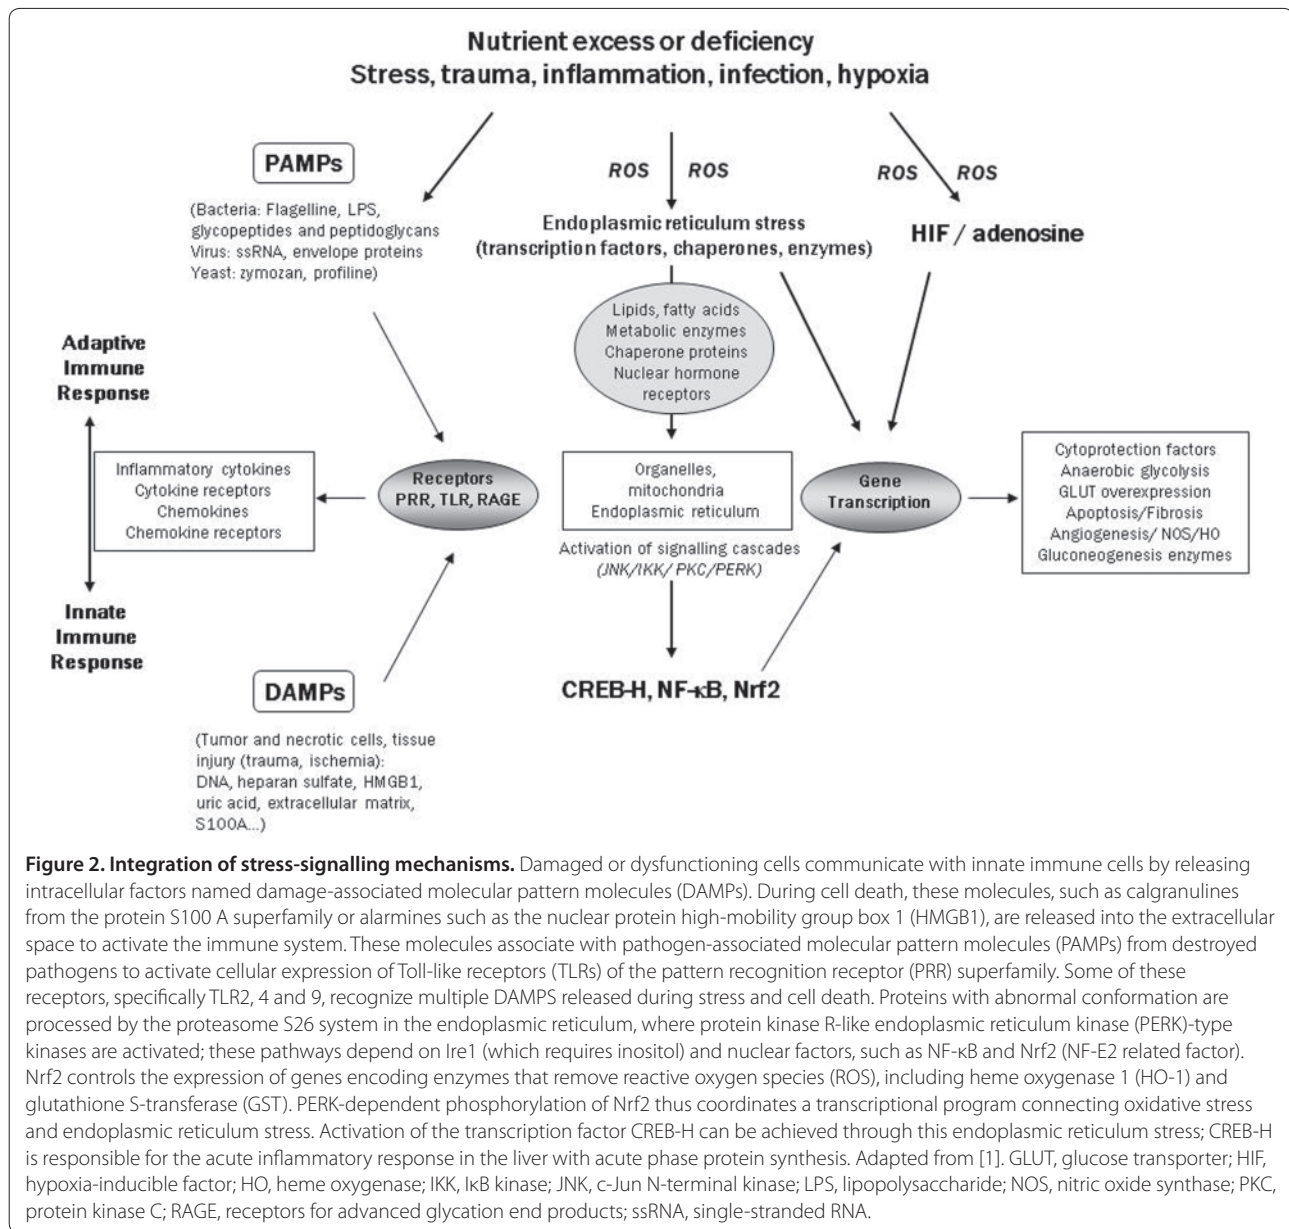 Nutrient excess or deficiency
Stress, trauma, inflammation, infection, hypoxia
PAMPs
(Bacteria: Flagelline, LPS,
glycopeptides and peptidoglycans
Virus: ssRNA, envelope proteins
Yeast: zymozan, profiline)
ROS ROS
ROS ROS
Endoplasmic reticulum stress
(transcription factors, chaperones, enzymes)
HIF / adenosine
Lipids, fatty acids
Metabolic enzymes
Chaperone proteins
Nuclear hormone
receptors
Adaptive
Immune
Response
Inflammatory cytokines
Cytokine receptors
Chemokines
Chemokine receptors
Receptors
PRR, TLR, RAGE
Organelles,
mitochondria
Endoplasmic reticulum
Gene
Transcription
Cytoprotection factors
Anaerobic glycolysis
GLUT overexpression
Apoptosis/Fibrosis
Angiogenesis/ NOS/HO
Gluconeogenesis enzymes
Activation of signalling cascades
(JNK/IKK/ PKC/PERK)
Innate
Immune
Response
DAMPs
CREB-H, NF-κB, Nrf2
(Tumor and necrotic cells, tissue
injury (trauma, ischemia):
DNA, heparan sulfate, HMGB1,
uric acid, extracellular matrix,
S100A...)
Figure 2. Integration of stress-signalling mechanisms. Damaged or dysfunctioning cells communicate with innate immune cells by releasing
intracellular factors named damage-associated molecular pattern molecules (DAMPs). During cell death, these molecules, such as calgranulines
from the protein S100 A superfamily or alarmines such as the nuclear protein high-mobility group box 1 (HMGB1), are released into the extracellular
space to activate the immune system. These molecules associate with pathogen-associated molecular pattern molecules (PAMPs) from destroyed
pathogens to activate cellular expression of Toll-like receptors (TLRs) of the pattern recognition receptor (PRR) superfamily. Some of these
receptors, specifically TLR2, 4 and 9, recognize multiple DAMPS released during stress and cell death. Proteins with abnormal conformation are
processed by the proteasome S26 system in the endoplasmic reticulum, where protein kinase R-like endoplasmic reticulum kinase (PERK)-type
kinases are activated; these pathways depend on Ire1 (which requires inositol) and nuclear factors, such as NF-κB and Nrf2 (NF-E2 related factor).
Nrf2 controls the expression of genes encoding enzymes that remove reactive oxygen species (ROS), including heme oxygenase 1 (HO-1) and
glutathione S-transferase (GST). PERK-dependent phosphorylation of Nrf2 thus coordinates a transcriptional program connecting oxidative stress
and endoplasmic reticulum stress. Activation of the transcription factor CREB-H can be achieved through this endoplasmic reticulum stress; CREB-H
is responsible for the acute inflammatory response in the liver with acute phase protein synthesis. Adapted from [1]. GLUT, glucose transporter; HIF,
hypoxia-inducible factor; HO, heme oxygenase; IKK, IκB kinase; JNK, c-Jun N-terminal kinase; LPS, lipopolysaccharide; NOS, nitric oxide synthase; PKC,
protein kinase C; RAGE, receptors for advanced glycation end products; ssRNA, single-stranded RNA.